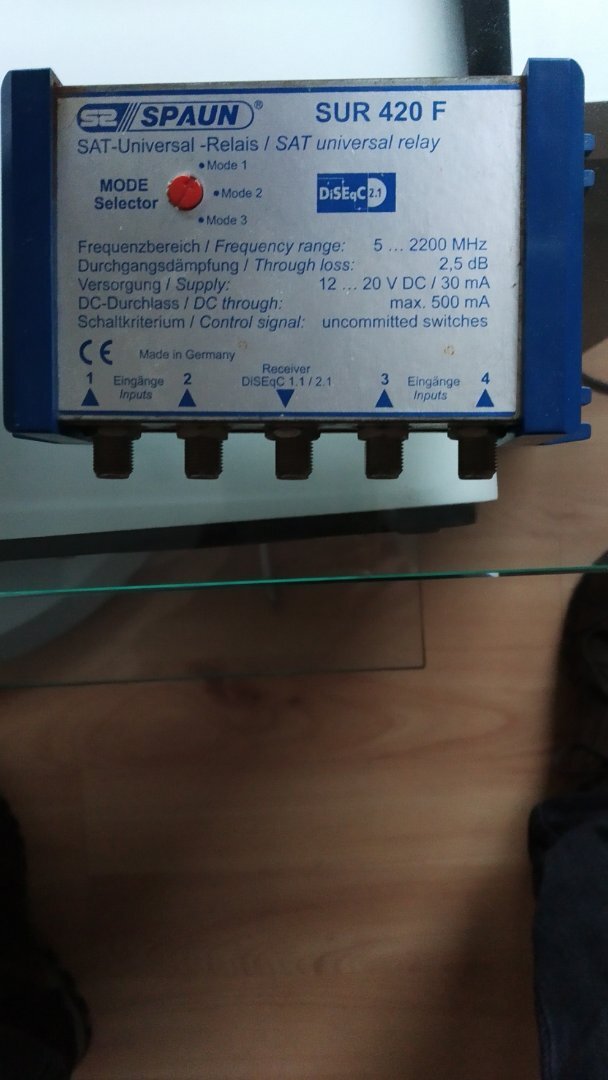 SPAUN® SUR 420 F
SAT-Universal -Relais / SAT universal relay
MODE
Selector
Mode 1
Mode 2
Mode 3
DiSEqC 2.1
Frequenzbereich / Frequency range: 5 ... 2200 MHz
Durchgangsdämpfung / Through loss: 2,5 dB
Versorgung / Supply: 12 ... 20 V DC / 30 mA
DC-Durchlass / DC through: max. 500 mA
Schaltkriterium / Control signal: uncommitted switches
CE Made in Germany
1 Eingänge
Inputs
2
Receiver
DiSEqC 1.1 / 2.1
3 Eingänge
Inputs
4